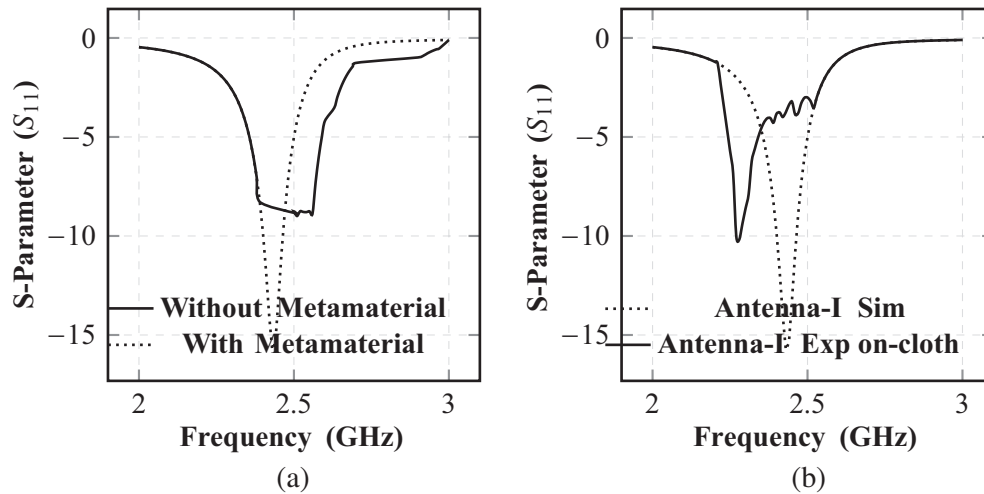 0
−5
−10
−15
2
2.5
3
S-Parameter (S11)
Without Metamaterial
With Metamaterial
Frequency (GHz)
(a)
0
−5
−10
−15
2
2.5
3
S-Parameter (S11)
Antenna-I Sim
Antenna-I Exp on-cloth
Frequency (GHz)
(b)